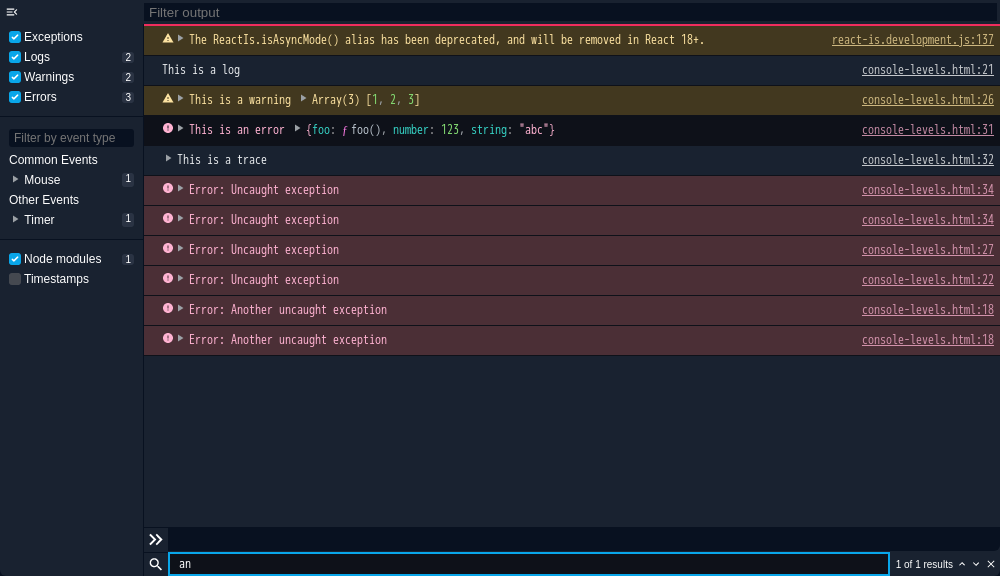 Filter output
Exceptions
Logs 2
Warnings 2
Errors 3
Filter by event type
Common Events
Mouse 1
Other Events
Timer 1
Node modules 1
Timestamps
The ReactIs.isAsyncMode() alias has been deprecated, and will be removed in React 18+. react-is.development.js:137
This is a log console-levels.html:21
This is a warning Array(3) [1, 2, 3] console-levels.html:26
This is an error {foo: ƒ foo(), number: 123, string: "abc"} console-levels.html:31
This is a trace console-levels.html:32
Error: Uncaught exception console-levels.html:34
Error: Uncaught exception console-levels.html:34
Error: Uncaught exception console-levels.html:27
Error: Uncaught exception console-levels.html:22
Error: Another uncaught exception console-levels.html:18
Error: Another uncaught exception console-levels.html:18
an 1 of 1 results